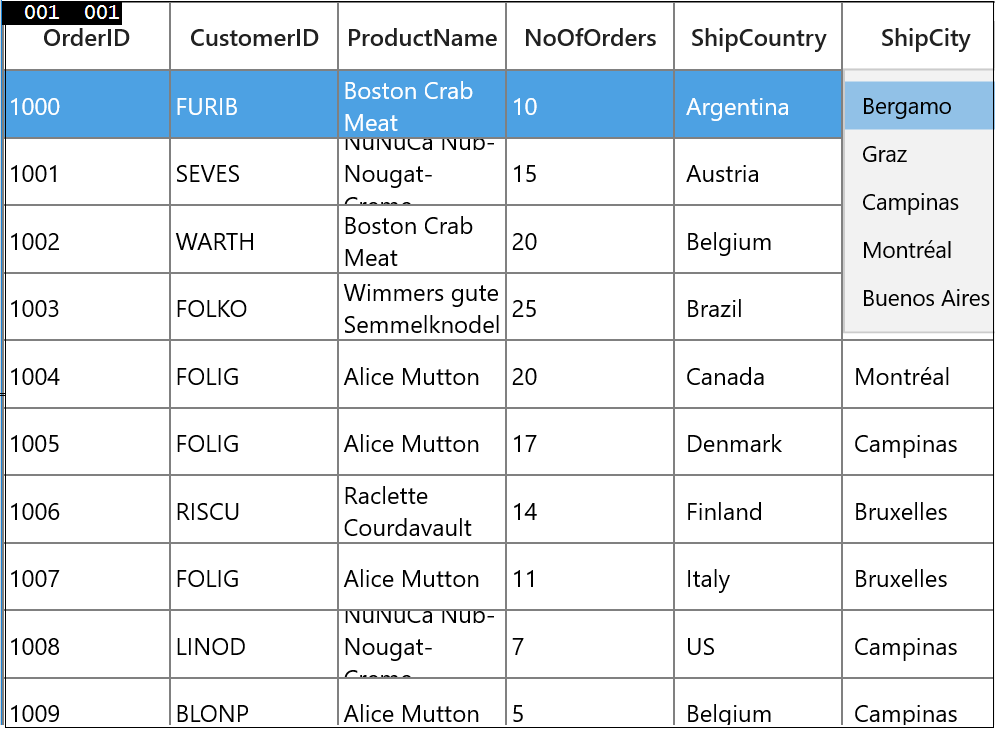 001 001
OrderID CustomerID ProductName NoOfOrders ShipCountry ShipCity
1000 FURIB Boston Crab Meat 10 Argentina Bergamo
1001 SEVES NuNuCa Nub-Nougat-Creme 15 Austria Graz
1002 WARTH Boston Crab Meat 20 Belgium Campinas
Montréal
1003 FOLKO Wimmers gute Semmelknodel 25 Brazil Buenos Aires
1004 FOLIG Alice Mutton 20 Canada Montréal
1005 FOLIG Alice Mutton 17 Denmark Campinas
1006 RISCU Raclette Courdavault 14 Finland Bruxelles
1007 FOLIG Alice Mutton 11 Italy Bruxelles
1008 LINOD NuNuCa Nub-Nougat-Creme 7 US Campinas
1009 BLONP Alice Mutton 5 Belgium Campinas